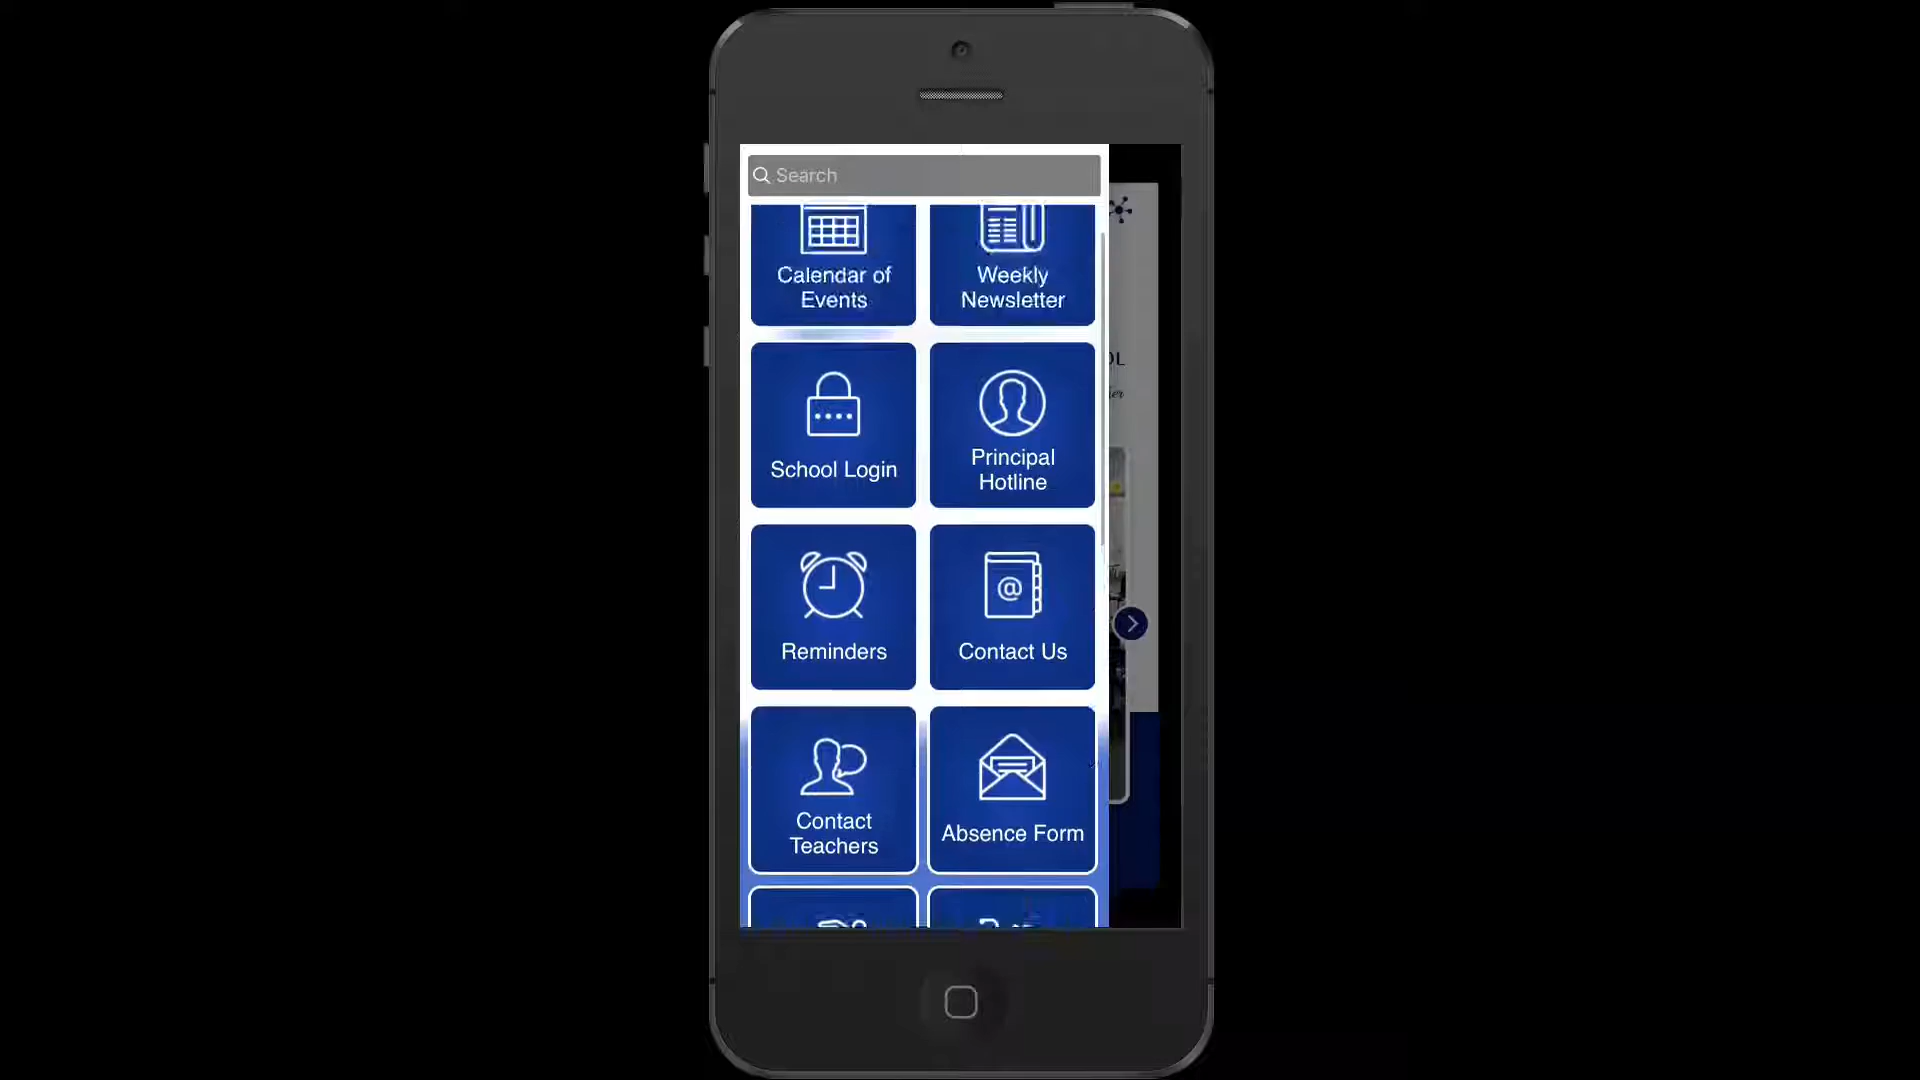 Search
Calendar of
Events
Weekly
Newsletter
School Login
Principal
Hotline
Reminders
@
Contact Us
Contact
Teachers
Absence Form